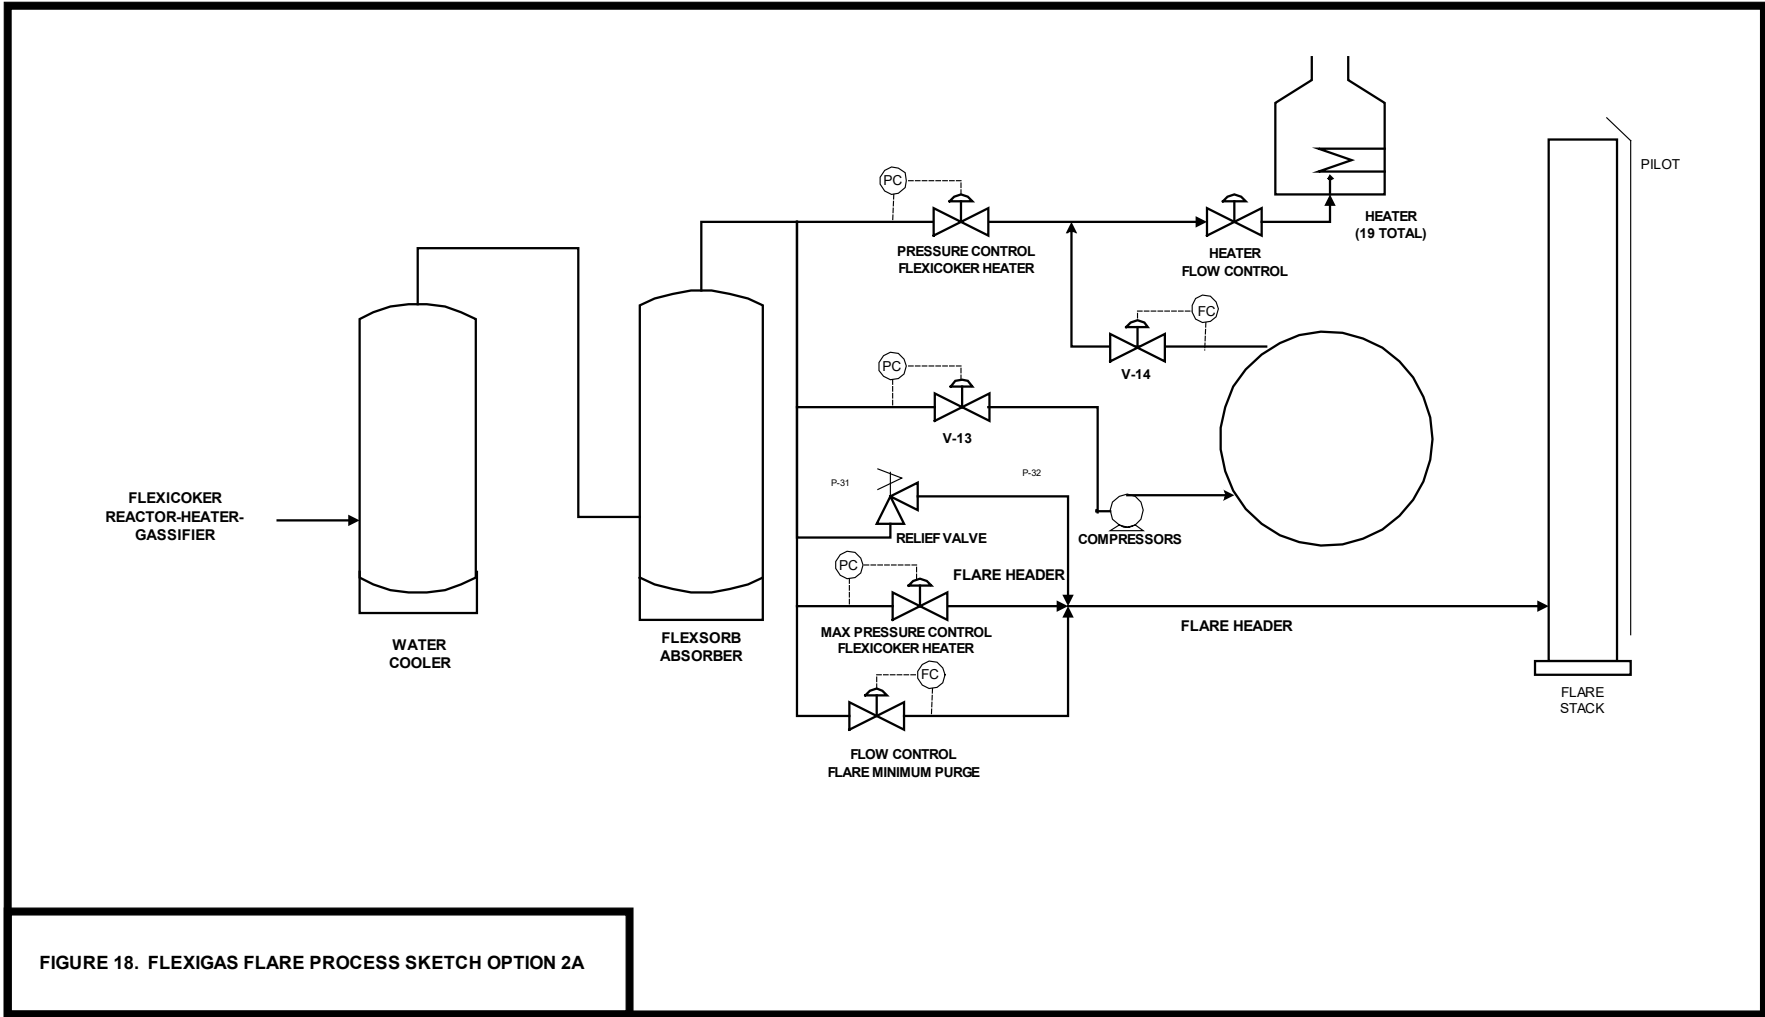 PILOT
PC
HEATER
(19 TOTAL)
PRESSURE CONTROL
FLEXICOKER HEATER
HEATER
FLOW CONTROL
FC
V-14
PC
V-13
P-31
P-32
FLEXICOKER
REACTOR-HEATER-
GASSIFIER
RELIEF VALVE
COMPRESSORS
PC
FLARE HEADER
MAX PRESSURE CONTROL
FLEXICOKER HEATER
FLARE HEADER
WATER
COOLER
FLEXSORB
ABSORBER
FC
FLARE
STACK
FLOW CONTROL
FLARE MINIMUM PURGE
FIGURE 18. FLEXIGAS FLARE PROCESS SKETCH OPTION 2A